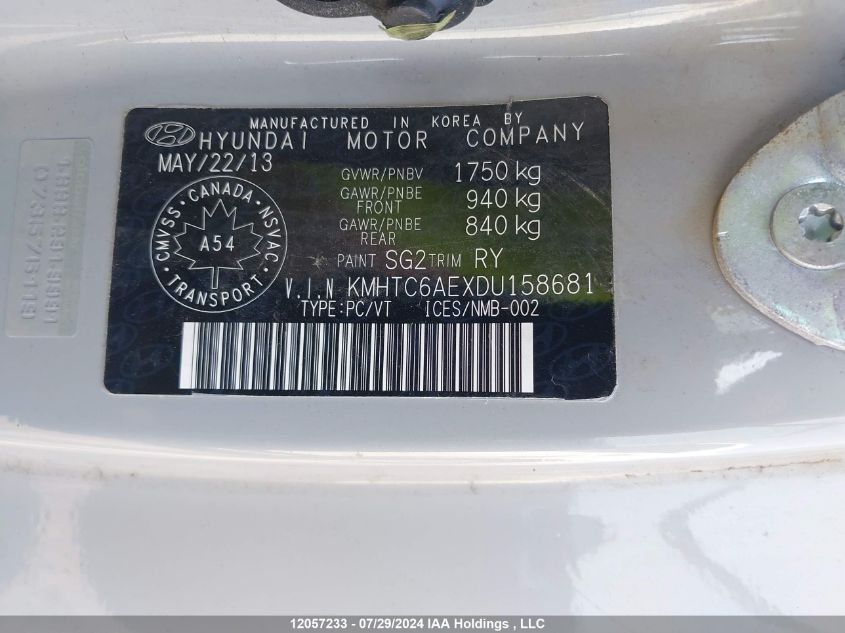 MANUFACTURED IN KOREA BY
HYUNDAI MOTOR COMPANY
MAY/22/13
GVWR/PNBV 1750 kg
GAWR/PNBE FRONT 940 kg
GAWR/PNBE REAR 840 kg
CMVSS · CANADA · NSVAC
A54
TRANSPORT
PAINT SG2 TRIM RY
V.I.N KMHTC6AEXDU158681
TYPE:PC/VT ICES/NMB-002
12057233 - 07/29/2024 IAA Holdings , LLC